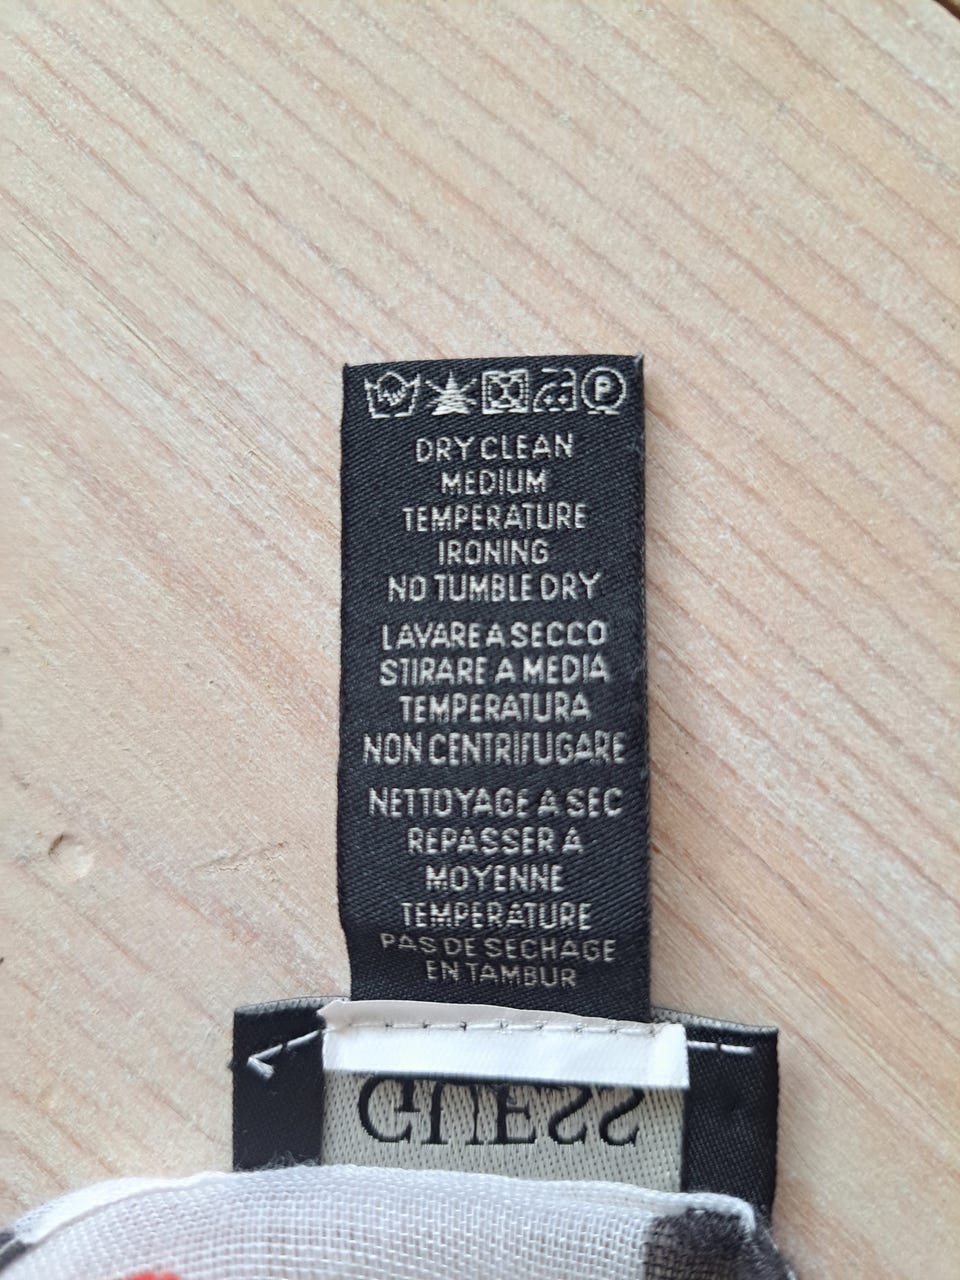 P
DRY CLEAN
MEDIUM
TEMPERATURE
IRONING
NO TUMBLE DRY
LAVARE A SECCO
STIRARE A MEDIA
TEMPERATURA
NON CENTRIFUGARE
NETTOYAGE A SEC
REPASSER A
MOYENNE
TEMPERATURE
PAS DE SECHAGE
EN TAMBUR
GUESS